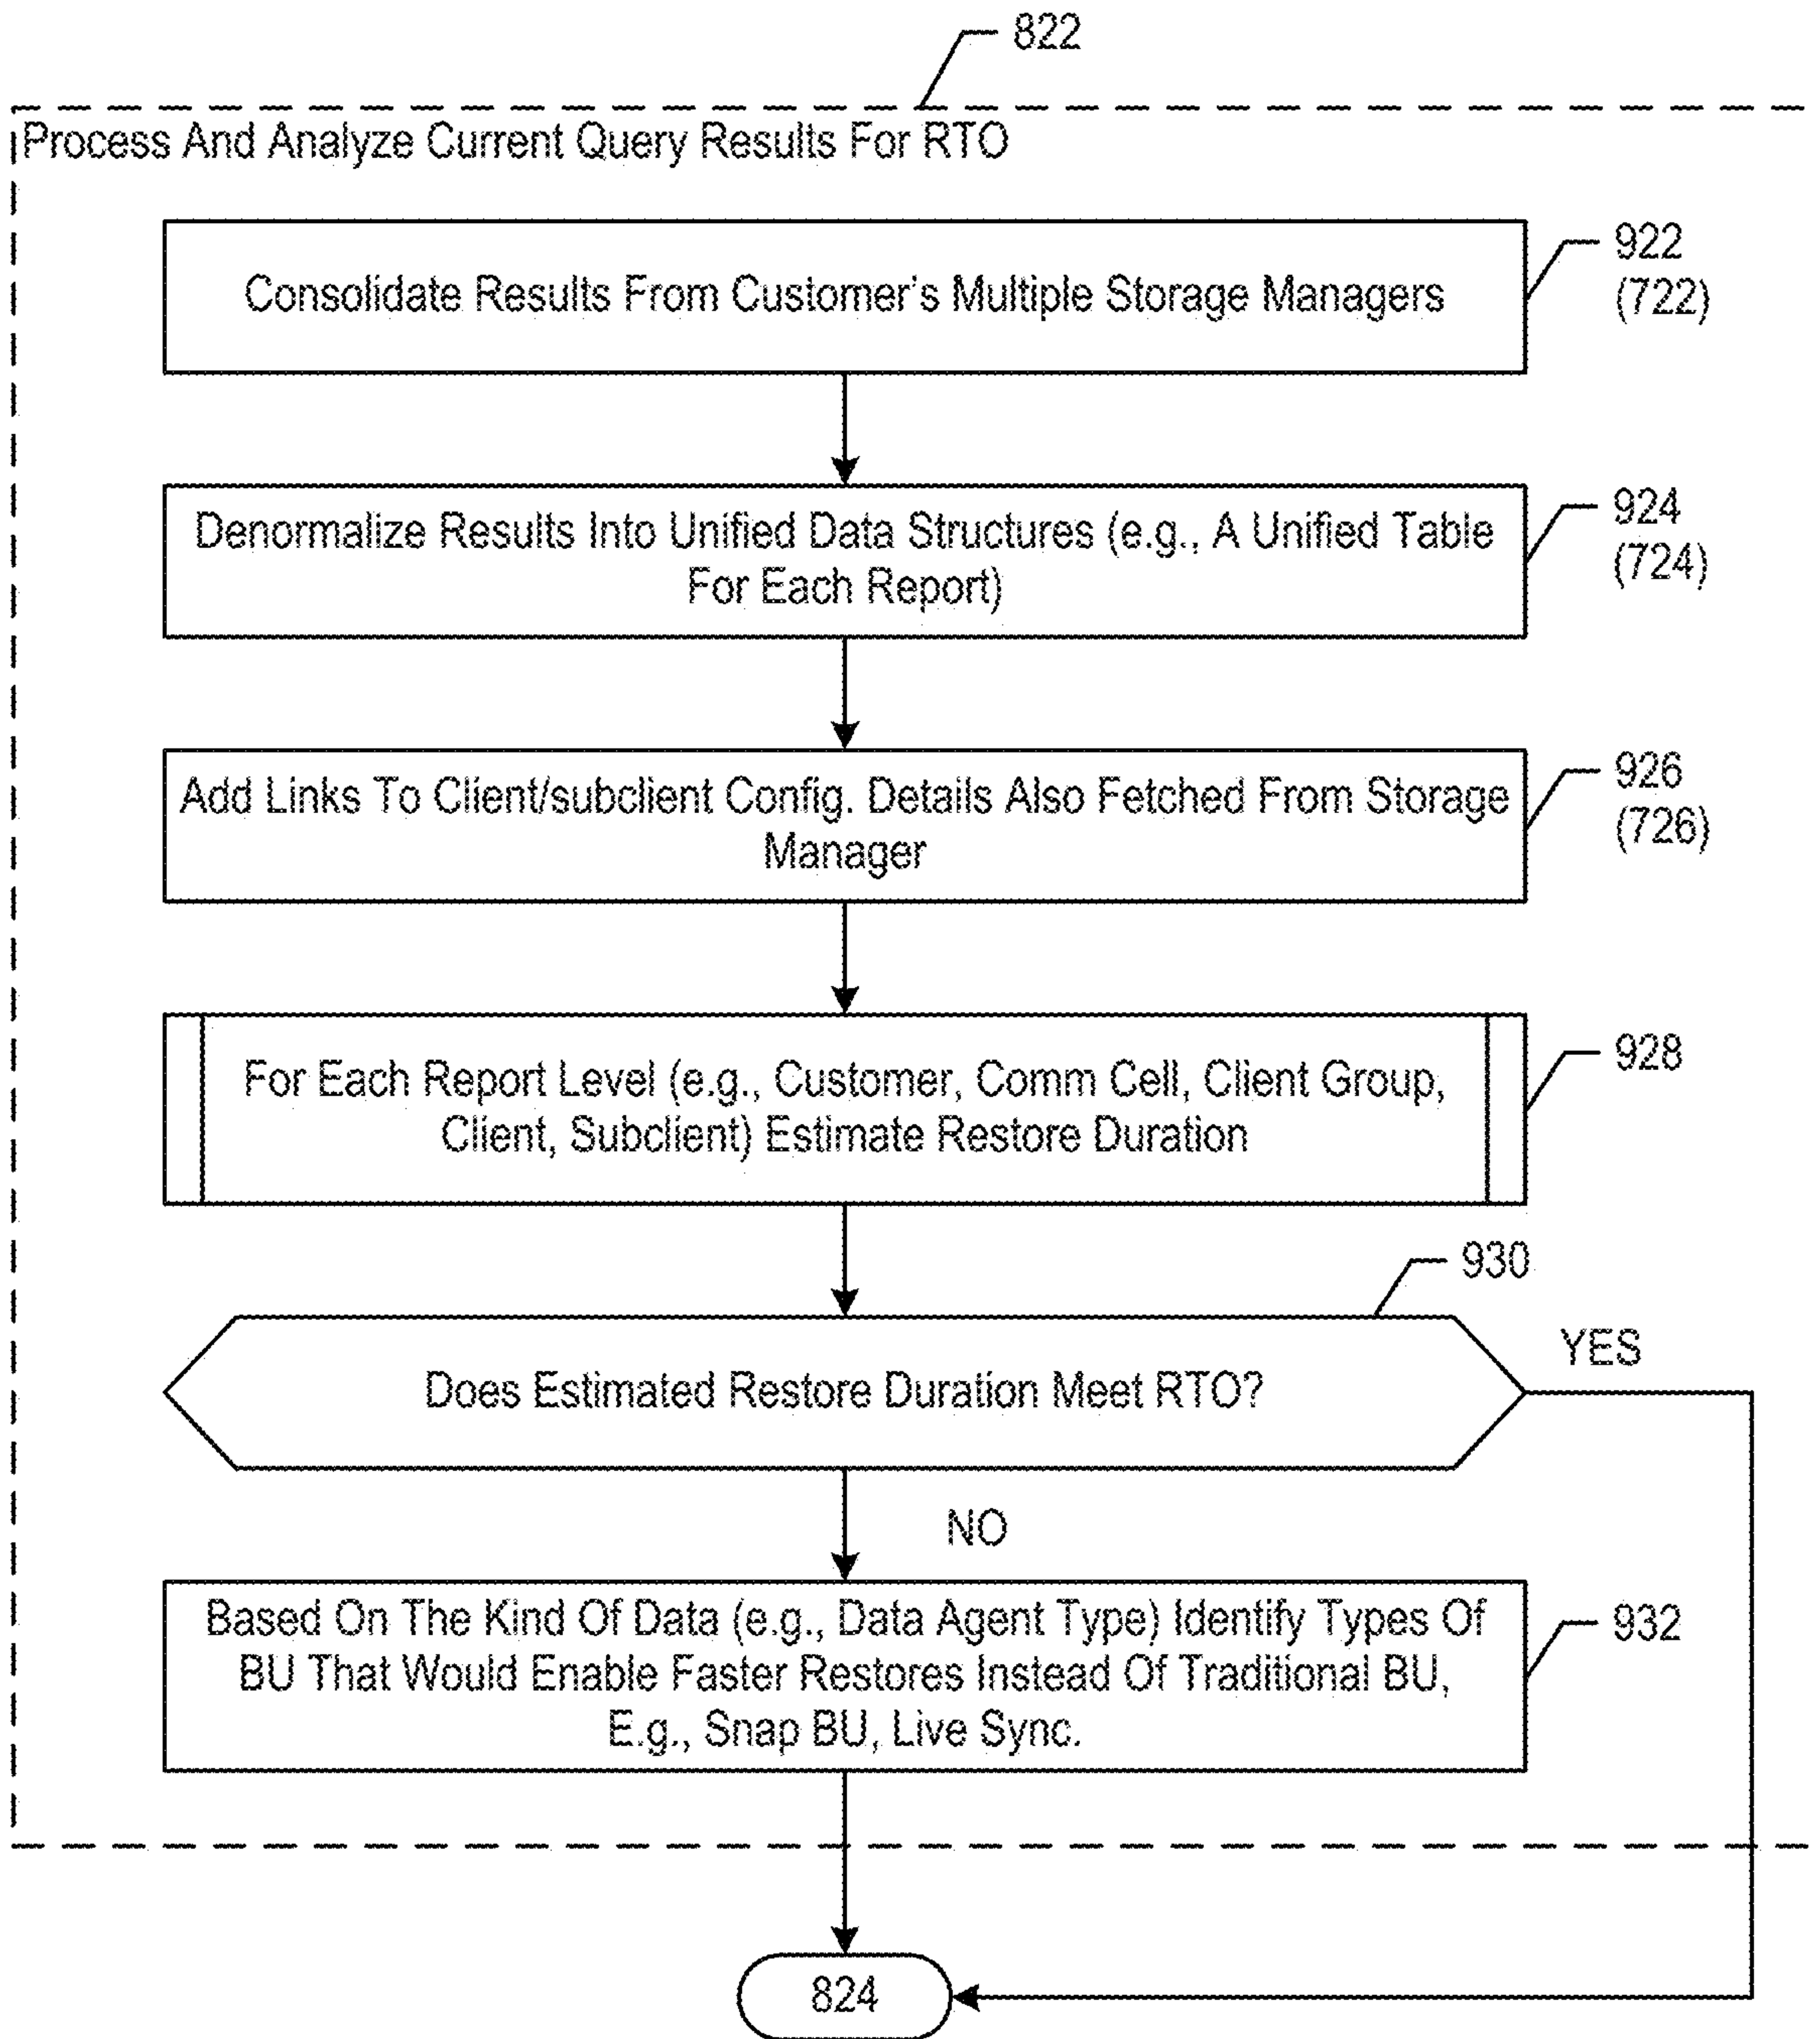 822
Process And Analyze Current Query Results For RTO
Consolidate Results From Customer's Multiple Storage Managers
922
(722)
Denormalize Results Into Unified Data Structures (e.g., A Unified Table
For Each Report)
924
(724)
Add Links To Client/subclient Config. Details Also Fetched From Storage
Manager
926
(726)
For Each Report Level (e.g., Customer, Comm Cell, Client Group,
Client, Subclient) Estimate Restore Duration
928
930
Does Estimated Restore Duration Meet RTO?
YES
NO
Based On The Kind Of Data (e.g., Data Agent Type) Identify Types Of
BU That Would Enable Faster Restores Instead Of Traditional BU,
E.g., Snap BU, Live Sync.
932
824